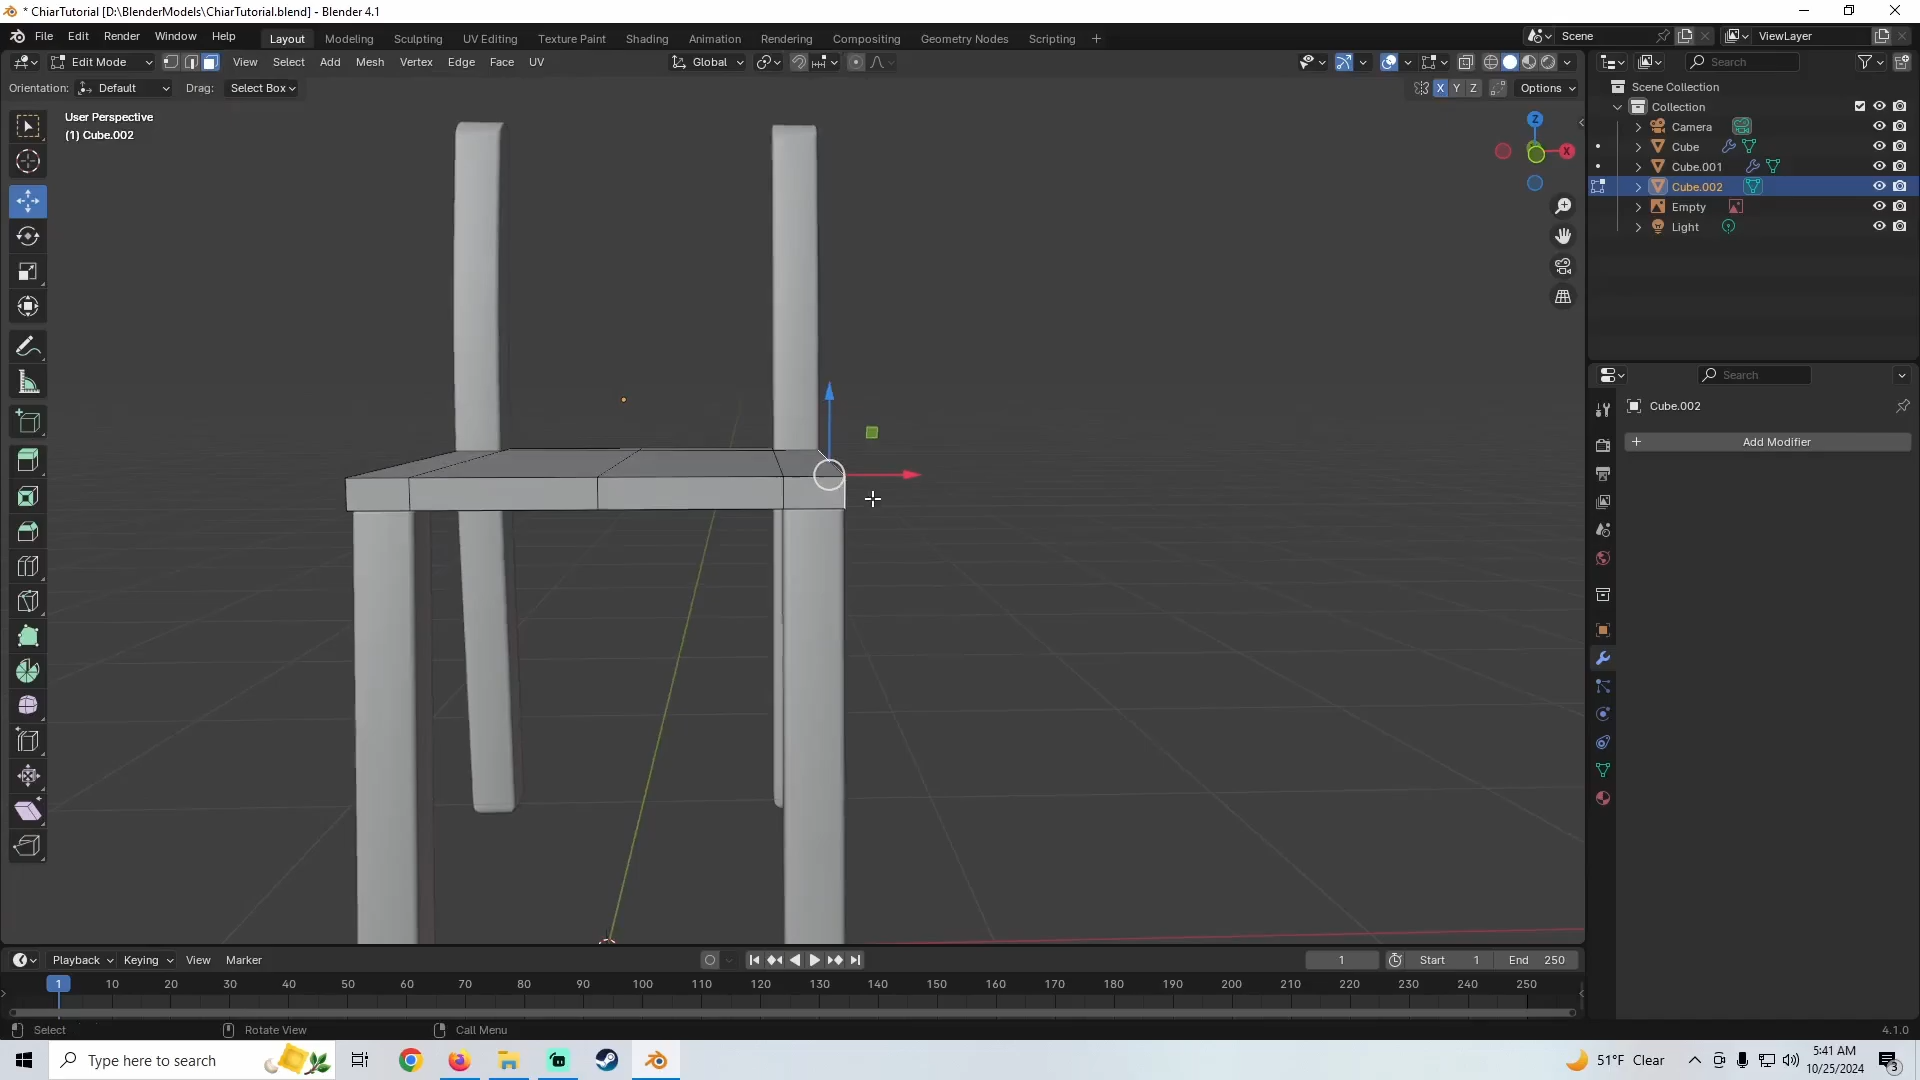 * ChiarTutorial [D:\BlenderModels\ChiarTutorial.blend] - Blender 4.1
File Edit Render Window Help
Layout Modeling Sculpting UV Editing Texture Paint Shading Animation Rendering Compositing Geometry Nodes Scripting +
Scene ViewLayer
Edit Mode View Select Add Mesh Vertex Edge Face UV Global
Search
Orientation: Default Drag: Select Box
X Y Z Options
Scene Collection
Collection
Camera
Cube
Cube.001
Cube.002
Empty
Light
User Perspective
(1) Cube.002
Z
X
Search
Cube.002
+ Add Modifier
Playback Keying View Marker
1 Start 1 End 250
1 10 20 30 40 50 60 70 80 90 100 110 120 130 140 150 160 170 180 190 200 210 220 230 240 250
Select Rotate View Call Menu 4.1.0
Type here to search
51°F Clear
5:41 AM
10/25/2024
3